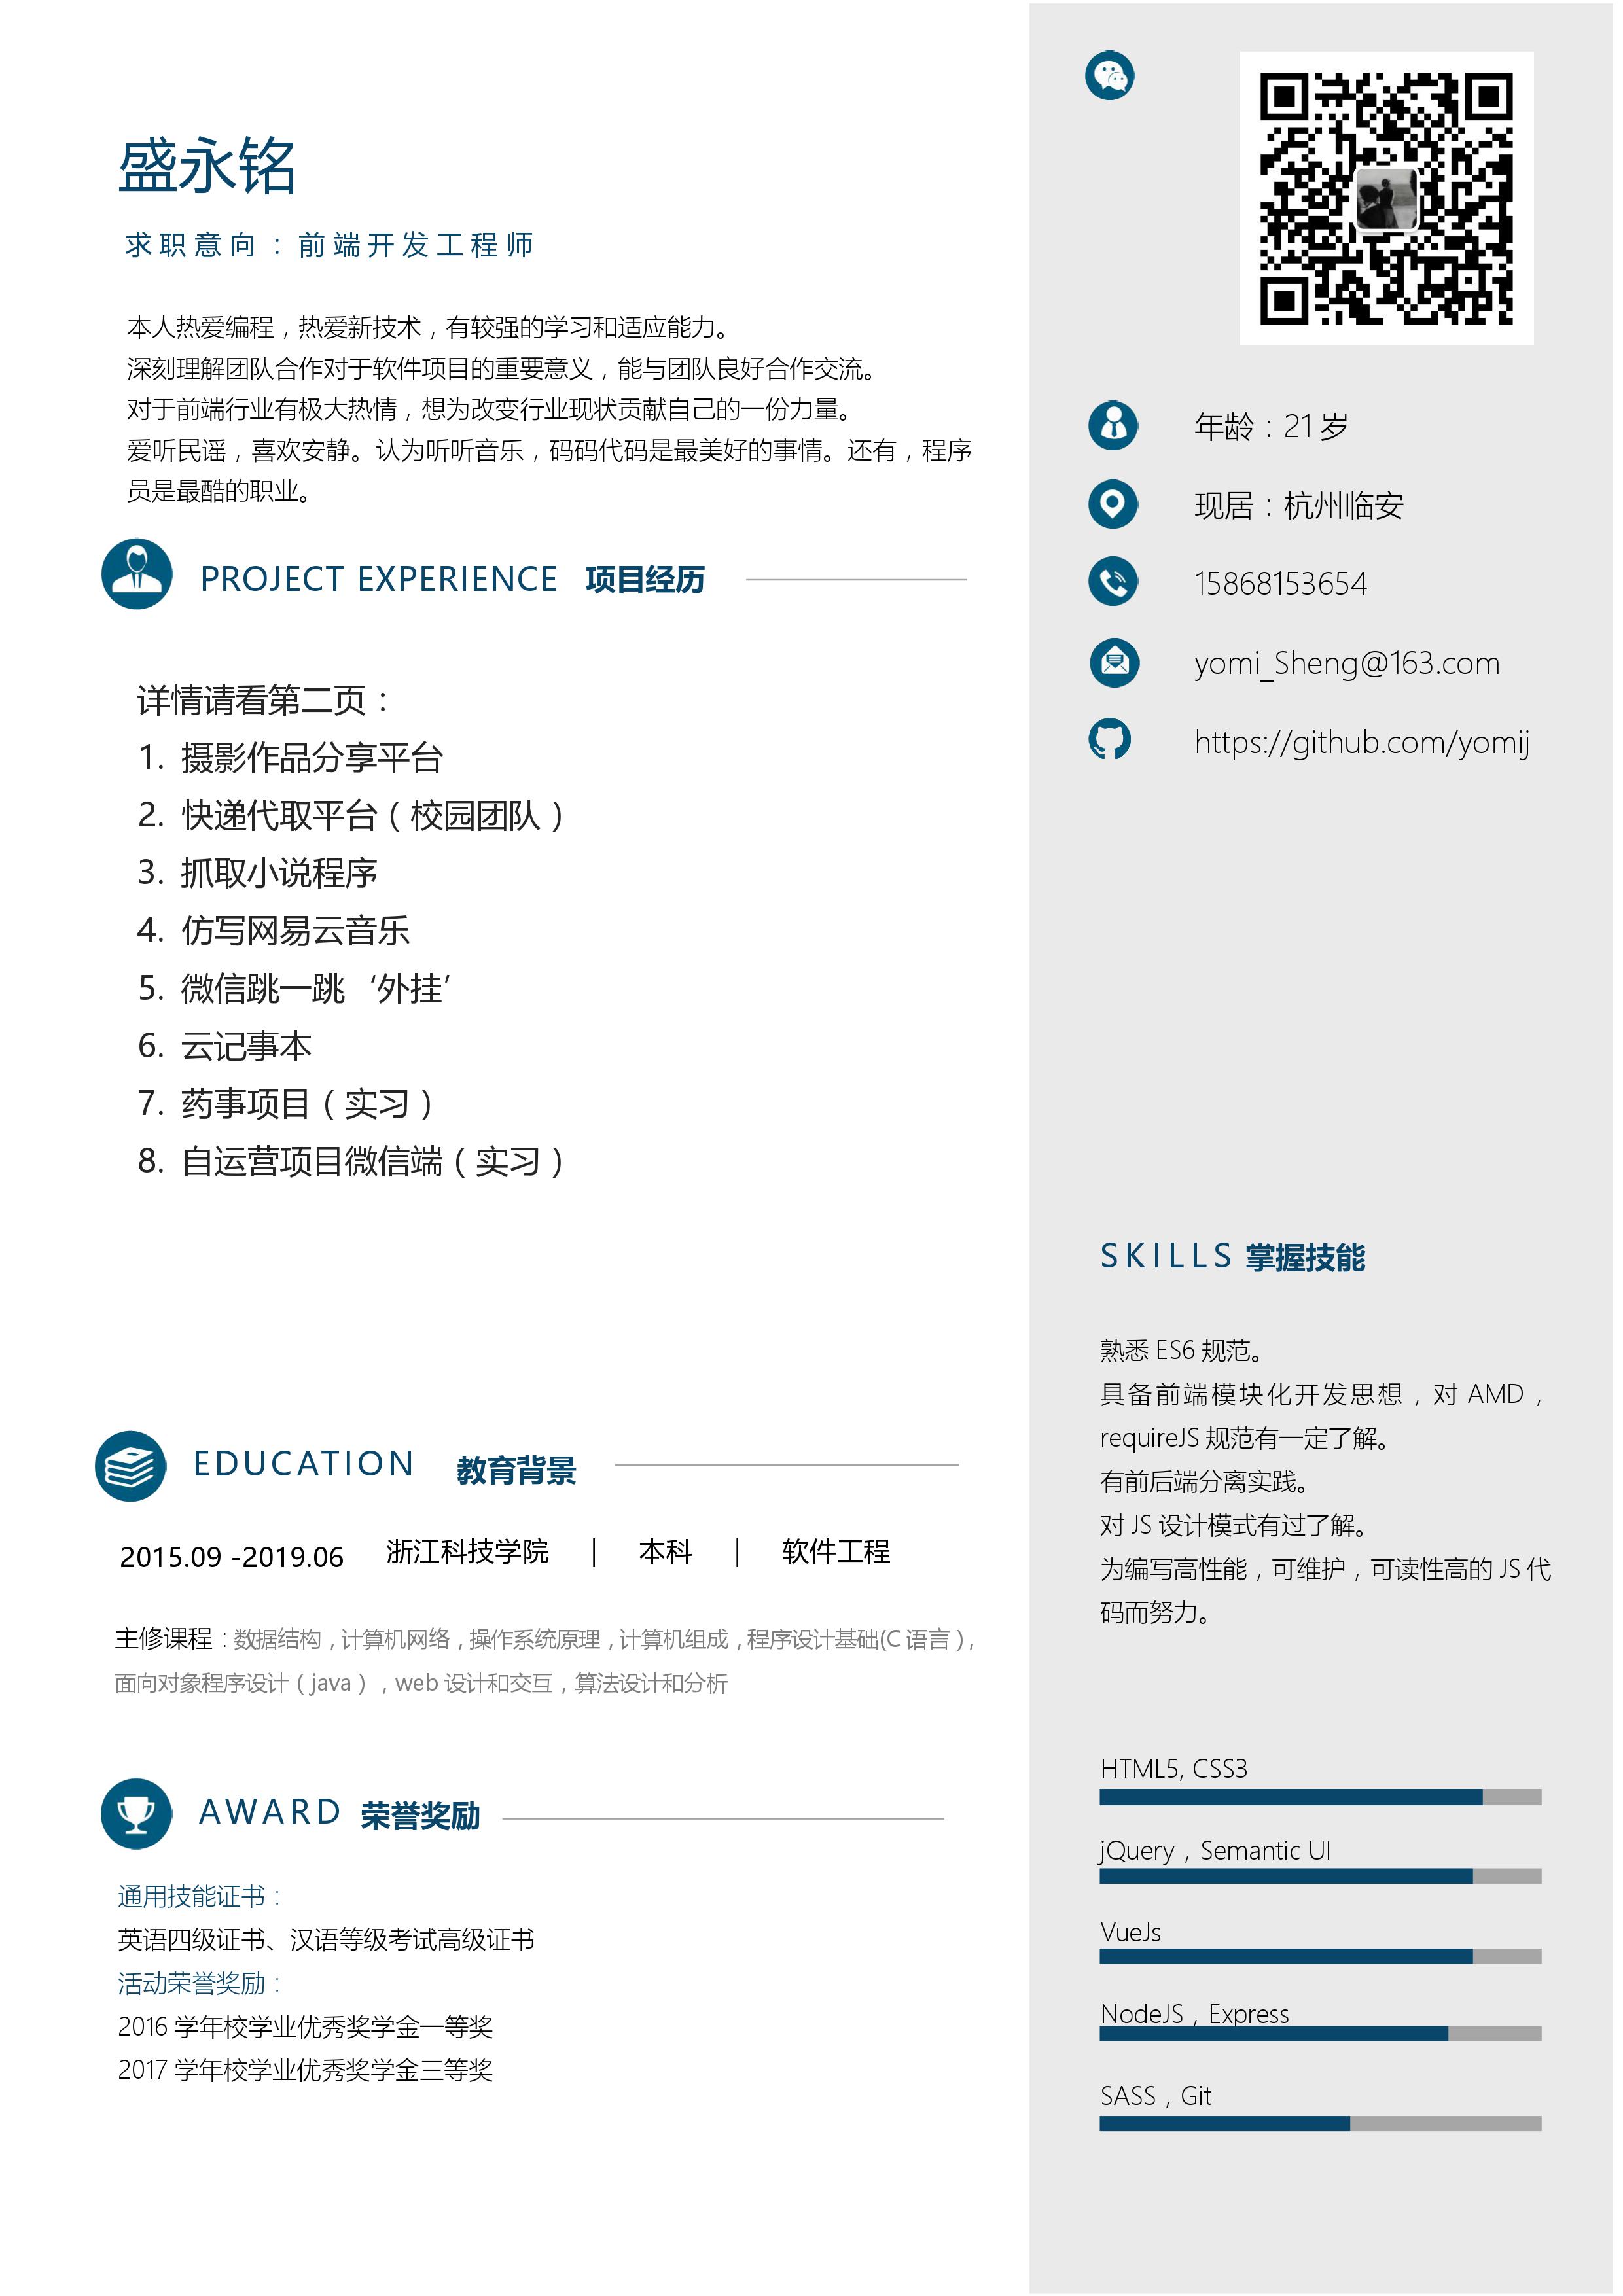 盛永铭
求职意向：前端开发工程师
本人热爱编程，热爱新技术，有较强的学习和适应能力。
深刻理解团队合作对于软件项目的重要意义，能与团队良好合作交流。
对于前端行业有极大热情，想为改变行业现状贡献自己的一份力量。
爱听民谣，喜欢安静。认为听听音乐，码码代码是最美好的事情。还有，程序
员是最酷的职业。
PROJECT EXPERIENCE 项目经历
详情请看第二页：
1. 摄影作品分享平台
2. 快递代取平台（校园团队）
3. 抓取小说程序
4. 仿写网易云音乐
5. 微信跳一跳‘外挂’
6. 云记事本
7. 药事项目（实习）
8. 自运营项目微信端（实习）
EDUCATION 教育背景
2015.09 -2019.06 浙江科技学院 | 本科 | 软件工程
主修课程：数据结构，计算机网络，操作系统原理，计算机组成，程序设计基础(C 语言），
面向对象程序设计（java），web 设计和交互，算法设计和分析
AWARD 荣誉奖励
通用技能证书：
英语四级证书、汉语等级考试高级证书
活动荣誉奖励：
2016 学年校学业优秀奖学金一等奖
2017 学年校学业优秀奖学金三等奖
年龄：21 岁
现居：杭州临安
15868153654
yomi_Sheng@163.com
https://github.com/yomij
SKILLS 掌握技能
熟悉 ES6 规范。
具备前端模块化开发思想，对 AMD，
requireJS 规范有一定了解。
有前后端分离实践。
对 JS 设计模式有过了解。
为编写高性能，可维护，可读性高的 JS 代
码而努力。
HTML5, CSS3
jQuery，Semantic UI
VueJs
NodeJS，Express
SASS，Git